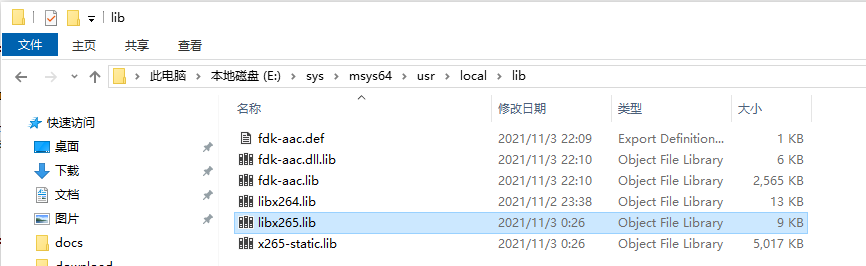 lib
文件 主页 共享 查看
此电脑 本地磁盘 (E:) sys msys64 usr local lib
名称 修改日期 类型 大小
快速访问
桌面
下载
文档
图片
docs
download
fdk-aac.def 2021/11/3 22:09 Export Definition... 1 KB
fdk-aac.dll.lib 2021/11/3 22:10 Object File Library 6 KB
fdk-aac.lib 2021/11/3 22:10 Object File Library 2,565 KB
libx264.lib 2021/11/2 23:38 Object File Library 13 KB
libx265.lib 2021/11/3 0:26 Object File Library 9 KB
x265-static.lib 2021/11/3 0:26 Object File Library 5,017 KB